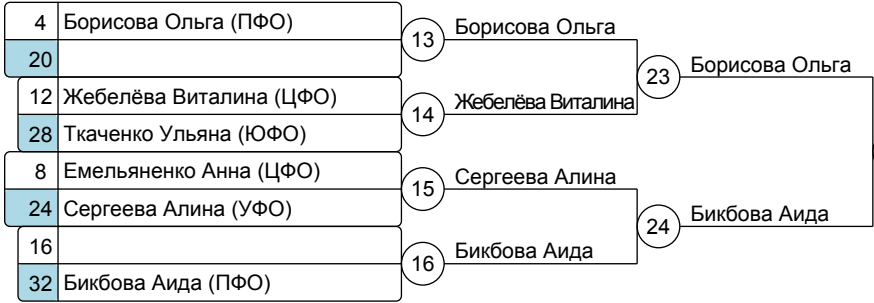 4 Борисова Ольга (ПФО)
20
12 Жебелёва Виталина (ЦФО)
28 Ткаченко Ульяна (ЮФО)
8 Емельяненко Анна (ЦФО)
24 Сергеева Алина (УФО)
16
32 Бикбова Аида (ПФО)
13 Борисова Ольга
14 Жебелёва Виталина
15 Сергеева Алина
16 Бикбова Аида
23 Борисова Ольга
24 Бикбова Аида